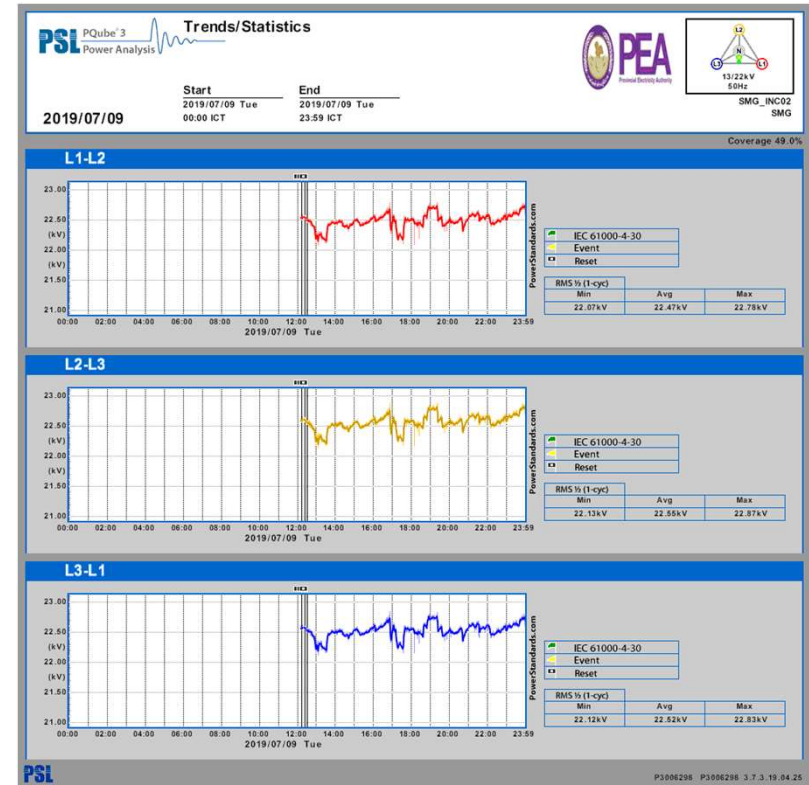 PSL PQube® 3
Power Analysis
Trends/Statistics
PEA
Provincial Electricity Authority
L2
L3 N L1
13/22kV
50Hz
SMG_INC02
SMG
Start End
2019/07/09 Tue 2019/07/09 Tue
2019/07/09 00:00 ICT 23:59 ICT
Coverage 49.0%
L1-L2
23.00
22.50
(kV)
22.00
(kV)
21.50
21.00
00:00 02:00 04:00 06:00 08:00 10:00 12:00 14:00 16:00 18:00 20:00 22:00 23:59
2019/07/09 Tue
PowerStandards.com
IEC 61000-4-30
Event
Reset
RMS ½ (1-cyc)
Min Avg Max
22.07kV 22.47kV 22.78kV
L2-L3
23.00
22.50
(kV)
22.00
(kV)
21.50
21.00
00:00 02:00 04:00 06:00 08:00 10:00 12:00 14:00 16:00 18:00 20:00 22:00 23:59
2019/07/09 Tue
PowerStandards.com
IEC 61000-4-30
Event
Reset
RMS ½ (1-cyc)
Min Avg Max
22.13kV 22.55kV 22.87kV
L3-L1
23.00
22.50
(kV)
22.00
(kV)
21.50
21.00
00:00 02:00 04:00 06:00 08:00 10:00 12:00 14:00 16:00 18:00 20:00 22:00 23:59
2019/07/09 Tue
PowerStandards.com
IEC 61000-4-30
Event
Reset
RMS ½ (1-cyc)
Min Avg Max
22.12kV 22.52kV 22.83kV
PSL
P3006296 P3006296 3.7.3.19.04.25